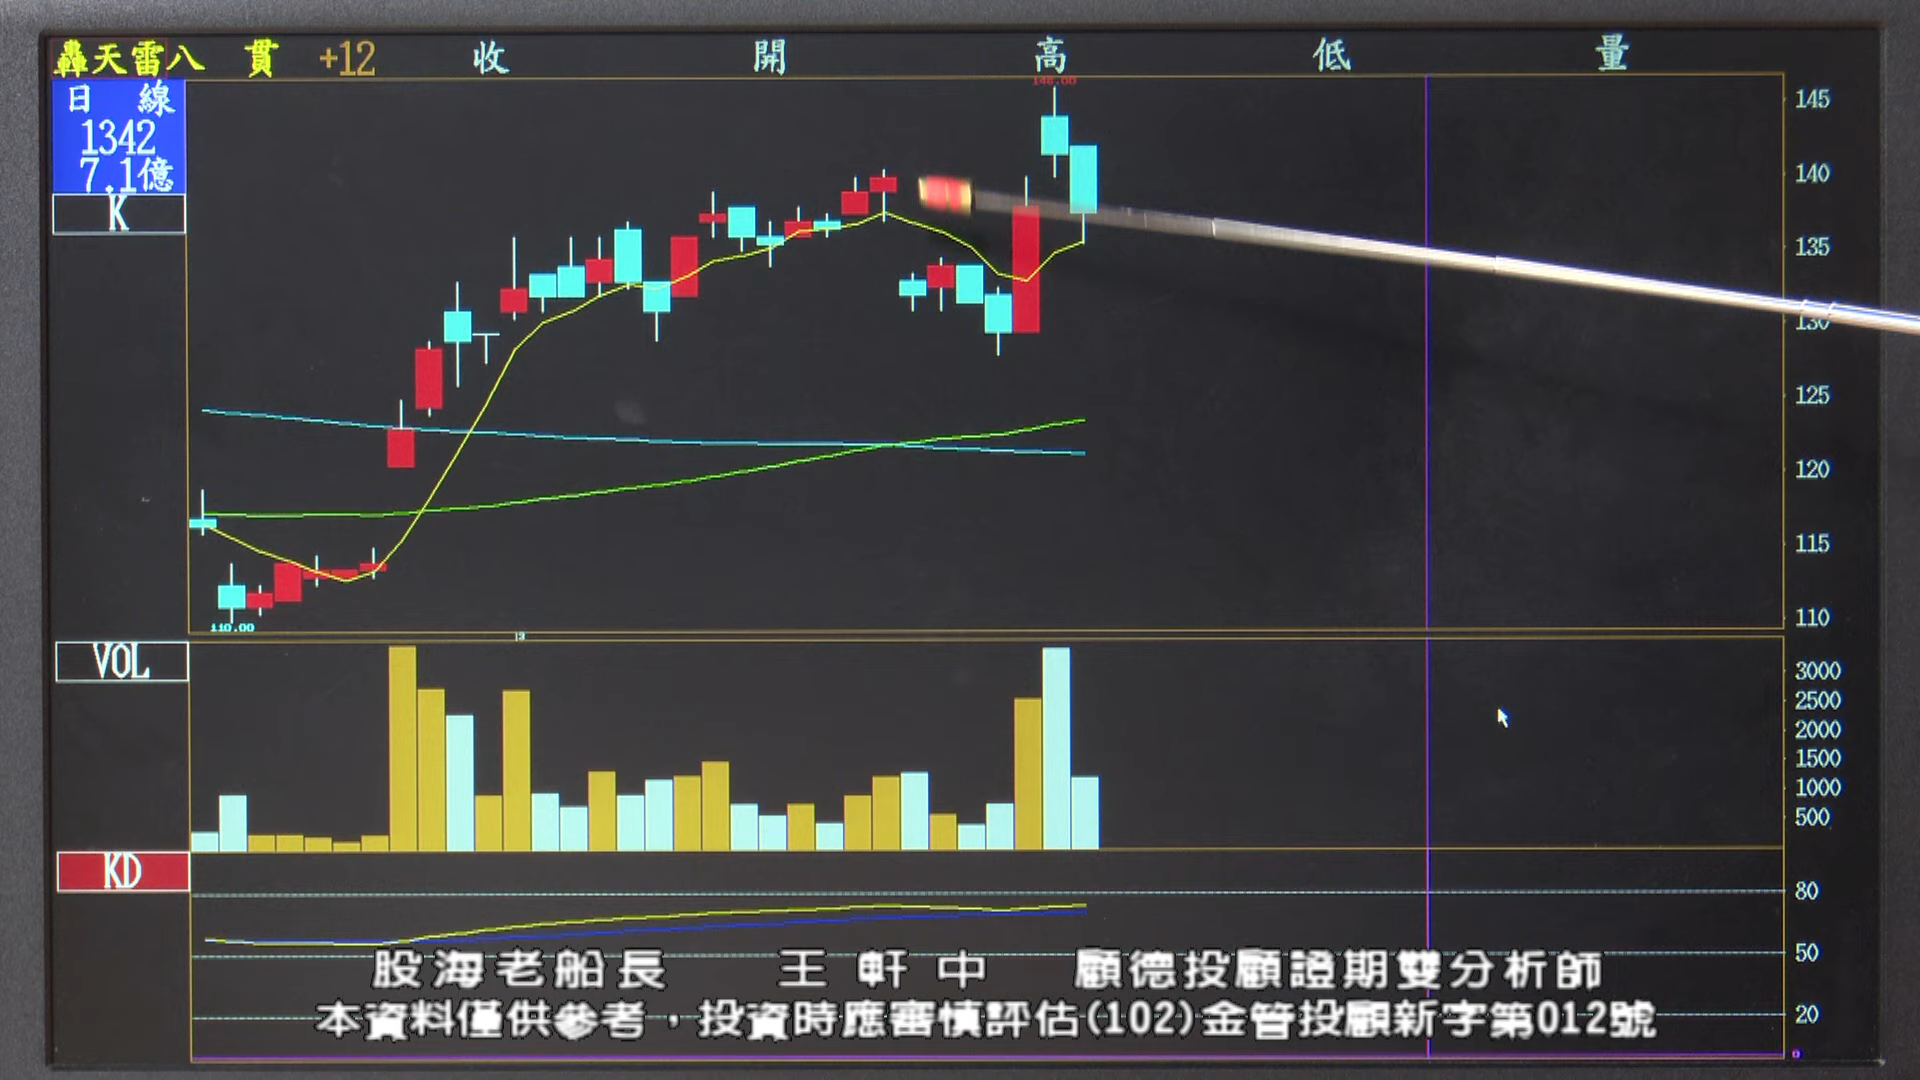 轟天雷八 貫 +12 收 開 高 低 量
日 線
1342
7.1億
K
146.00
145
140
135
130
125
120
115
110
110.00
3
VOL
3000
2500
2000
1500
1000
500
KD
80
50
20
0
股海老船長 王軒中 顧德投顧證期雙分析師
本資料僅供參考,投資時應審慎評估(102)金管投顧新字第012號